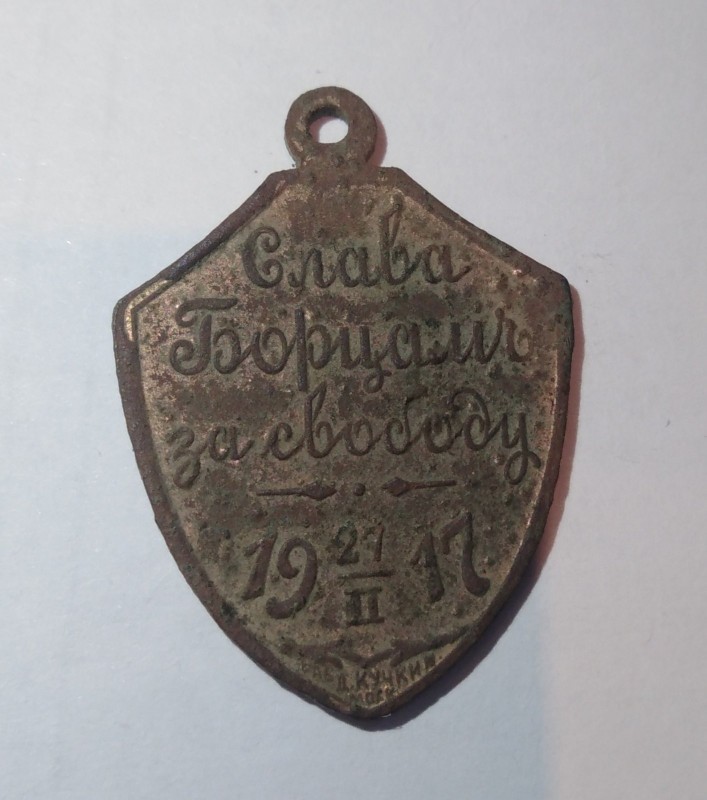 Слава
Борцамъ
за свободу
19 27/II 17
Д. КУЧКИН